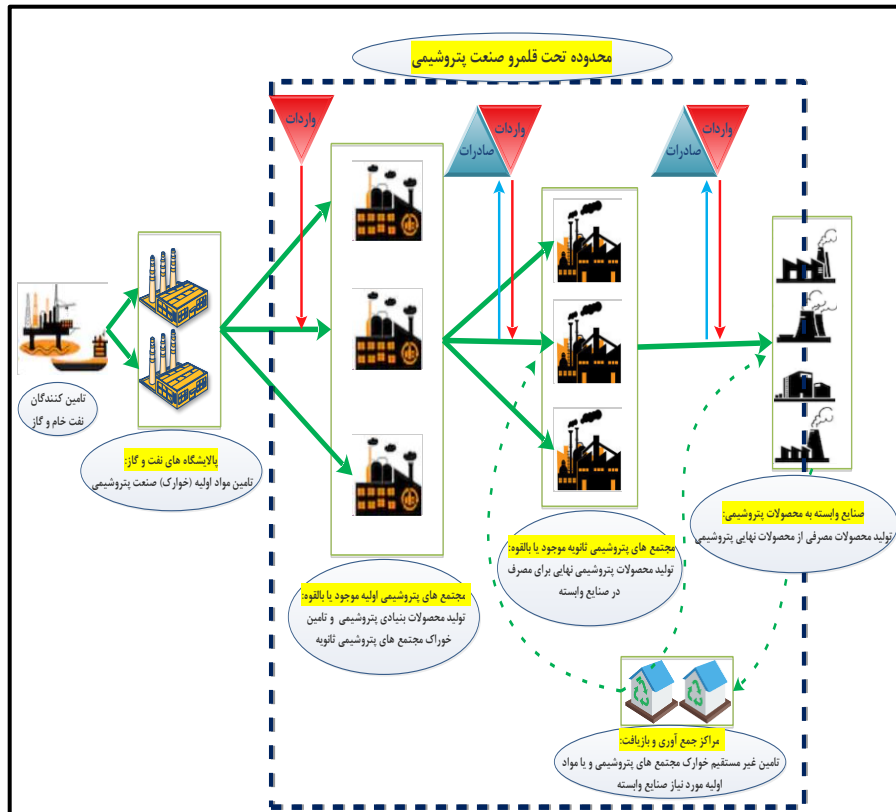 محدوده تحت قلمرو صنعت پتروشیمی
واردات
واردات
صادرات
واردات
صادرات
تامین کنندگان
نفت خام و گاز
پالایشگاه های نفت و گاز:
تامین مواد اولیه (خوارک) صنعت پتروشیمی
مجتمع های پتروشیمی اولیه موجود یا بالقوه:
تولید محصولات بنیادی پتروشیمی و تامین
خوراک مجتمع های پتروشیمی ثانویه
مجتمع های پتروشیمی ثانویه موجود یا بالقوه:
تولید محصولات پتروشیمی نهایی برای مصرف
در صنایع وابسته
صنایع وابسته به محصولات پتروشیمی:
تولید محصولات مصرفی از محصولات نهایی پتروشیمی
مراکز جمع آوری و بازیافت:
تامین غیر مستقیم خوارک مجتمع های پتروشیمی و یا مواد
اولیه مورد نیاز صنایع وابسته